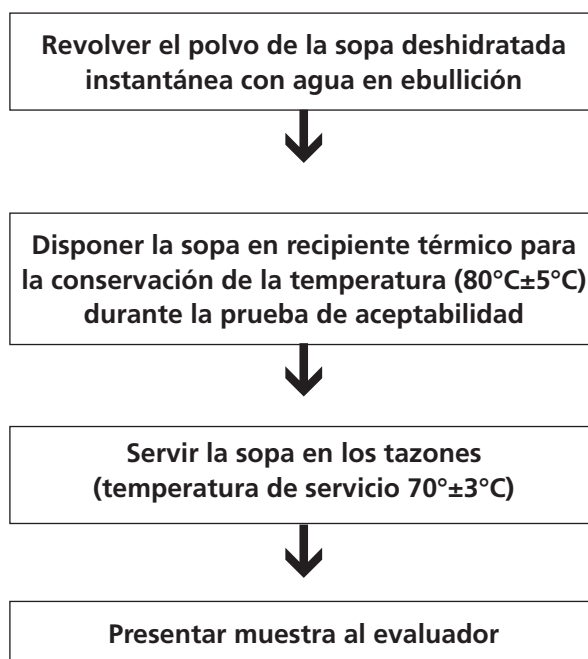 Revolver el polvo de la sopa deshidratada
instantánea con agua en ebullición
Disponer la sopa en recipiente térmico para
la conservación de la temperatura (80°C±5°C)
durante la prueba de aceptabilidad
Servir la sopa en los tazones
(temperatura de servicio 70°±3°C)
Presentar muestra al evaluador